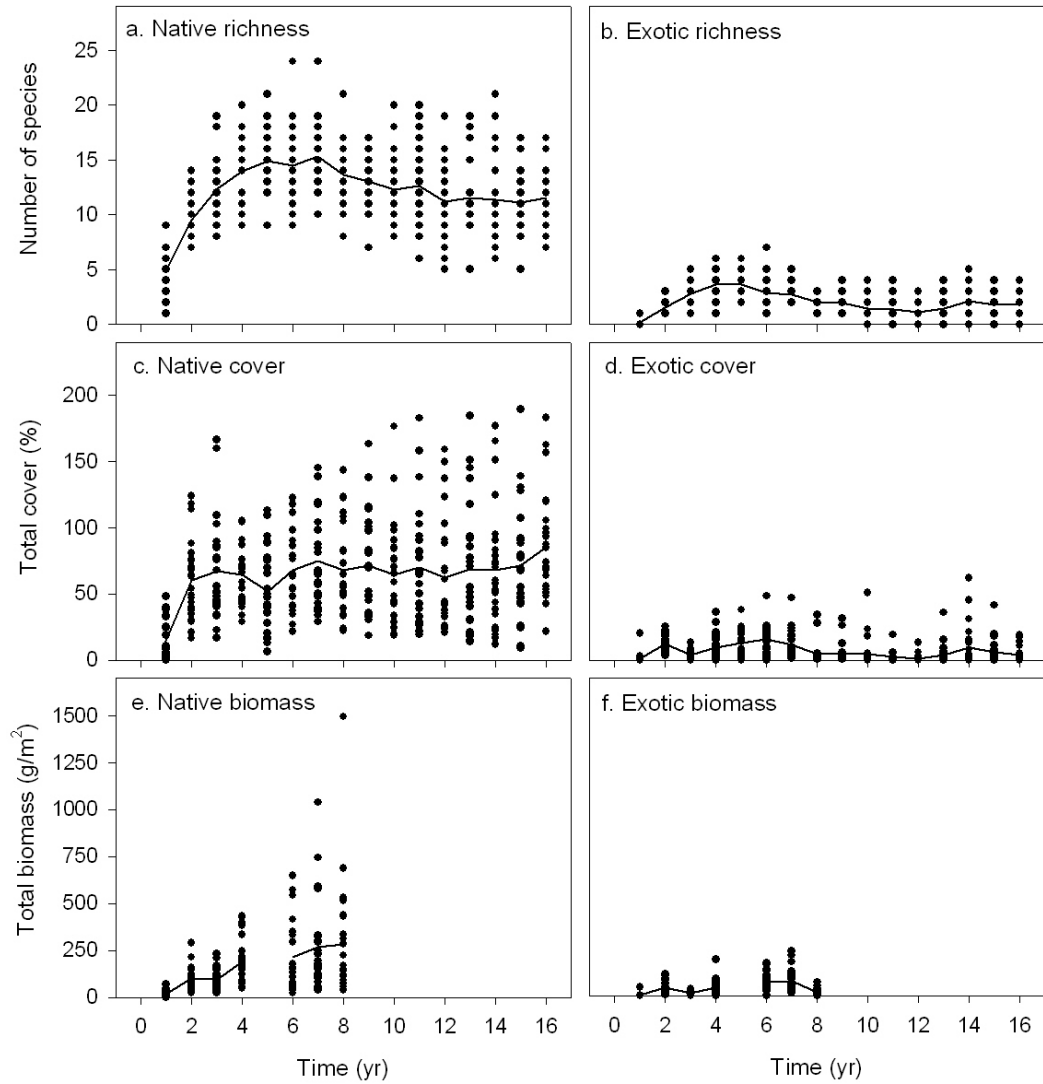 a. Native richness
b. Exotic richness
Number of species
25
20
15
10
5
0
c. Native cover
d. Exotic cover
Total cover (%)
200
150
100
50
0
e. Native biomass
f. Exotic biomass
Total biomass (g/m²)
1500
1250
1000
750
500
250
0
0 2 4 6 8 10 12 14 16
0 2 4 6 8 10 12 14 16
Time (yr)
Time (yr)